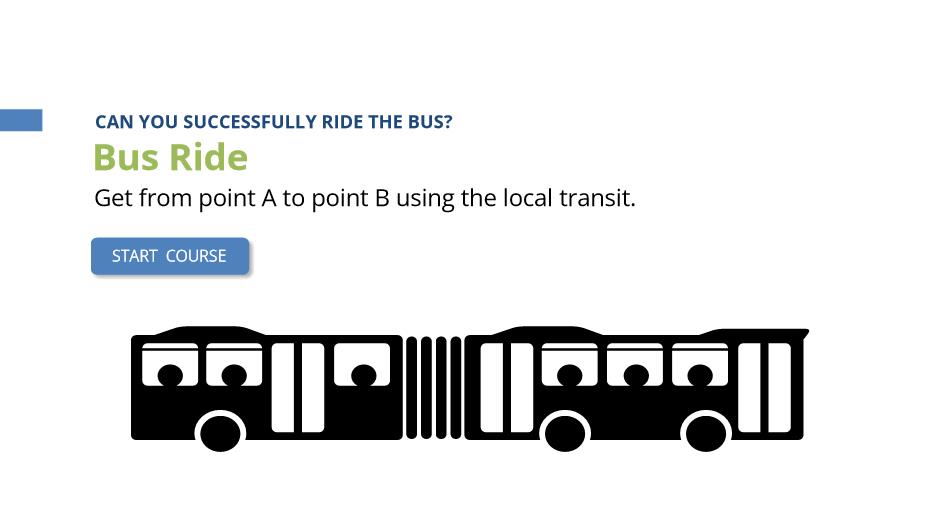 CAN YOU SUCCESSFULLY RIDE THE BUS?
Bus Ride
Get from point A to point B using the local transit.
START COURSE